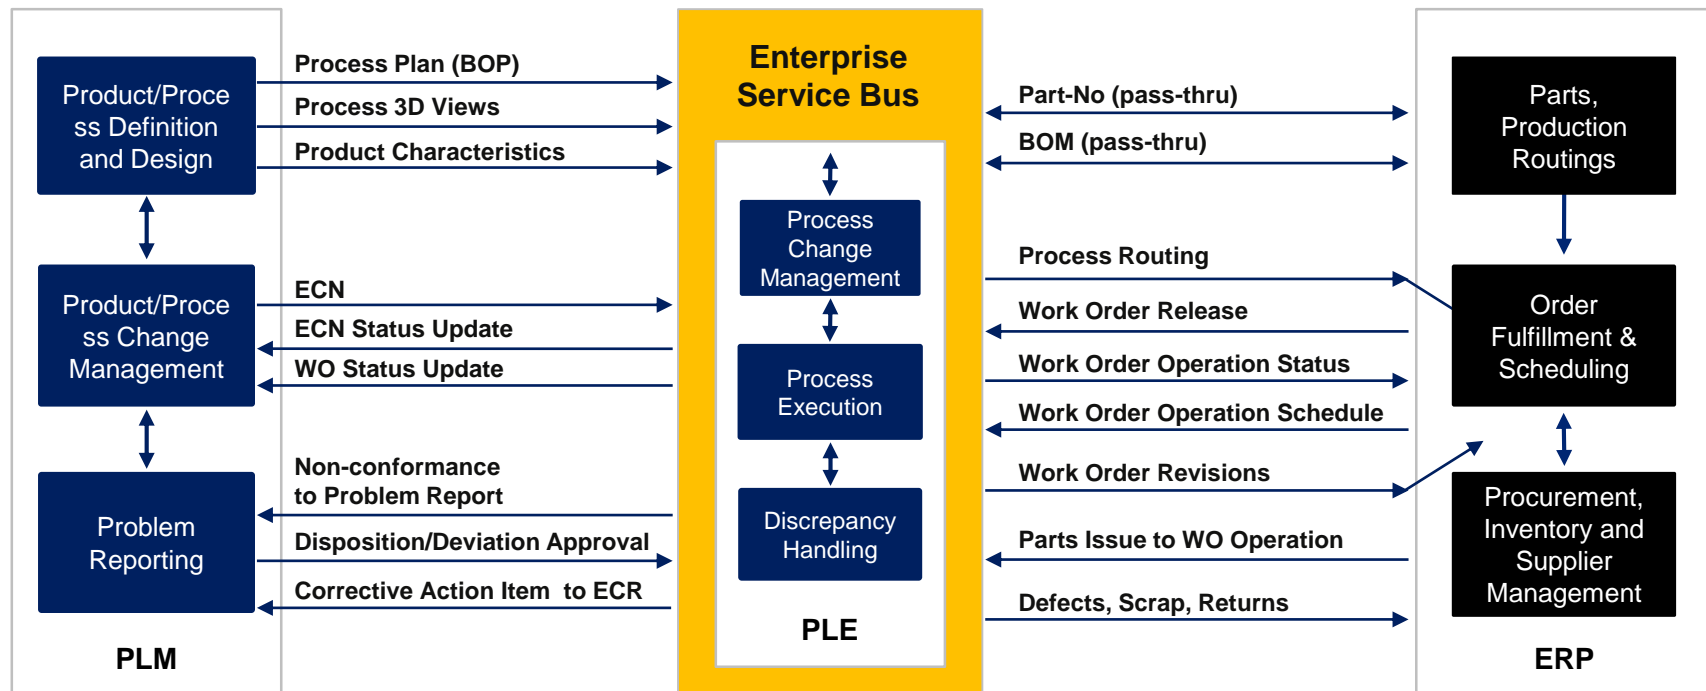 Product/Proce
ss Definition
and Design
Product/Proce
ss Change
Management
Problem
Reporting
PLM
Process Plan (BOP)
Process 3D Views
Product Characteristics
ECN
ECN Status Update
WO Status Update
Non-conformance
to Problem Report
Disposition/Deviation Approval
Corrective Action Item  to ECR
Enterprise
Service Bus
Process
Change
Management
Process
Execution
Discrepancy
Handling
PLE
Part-No (pass-thru)
BOM (pass-thru)
Process Routing
Work Order Release
Work Order Operation Status
Work Order Operation Schedule
Work Order Revisions
Parts Issue to WO Operation
Defects, Scrap, Returns
Parts,
Production
Routings
Order
Fulfillment &
Scheduling
Procurement,
Inventory and
Supplier
Management
ERP